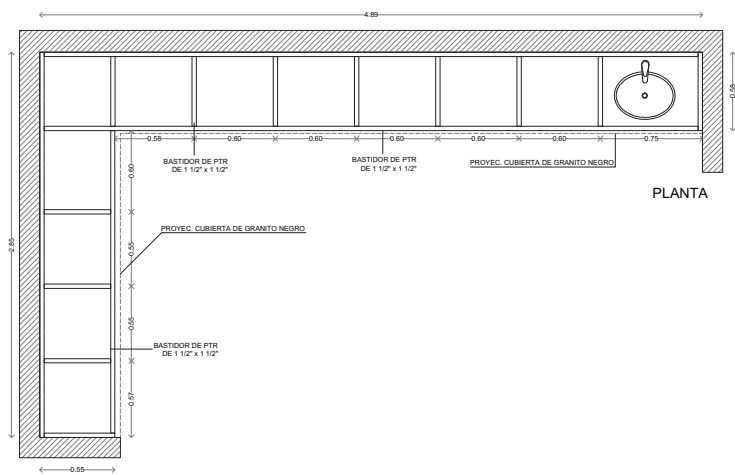 4.89
0.58
0.58
0.60
0.60
0.60
0.60
0.60
0.75
BASTIDOR DE PTR
DE 1 1/2" x 1 1/2"
BASTIDOR DE PTR
DE 1 1/2" x 1 1/2"
PROYEC. CUBIERTA DE GRANITO NEGRO
PLANTA
0.60
PROYEC. CUBIERTA DE GRANITO NEGRO
2.85
0.55
0.55
BASTIDOR DE PTR
DE 1 1/2" x 1 1/2"
0.57
0.55